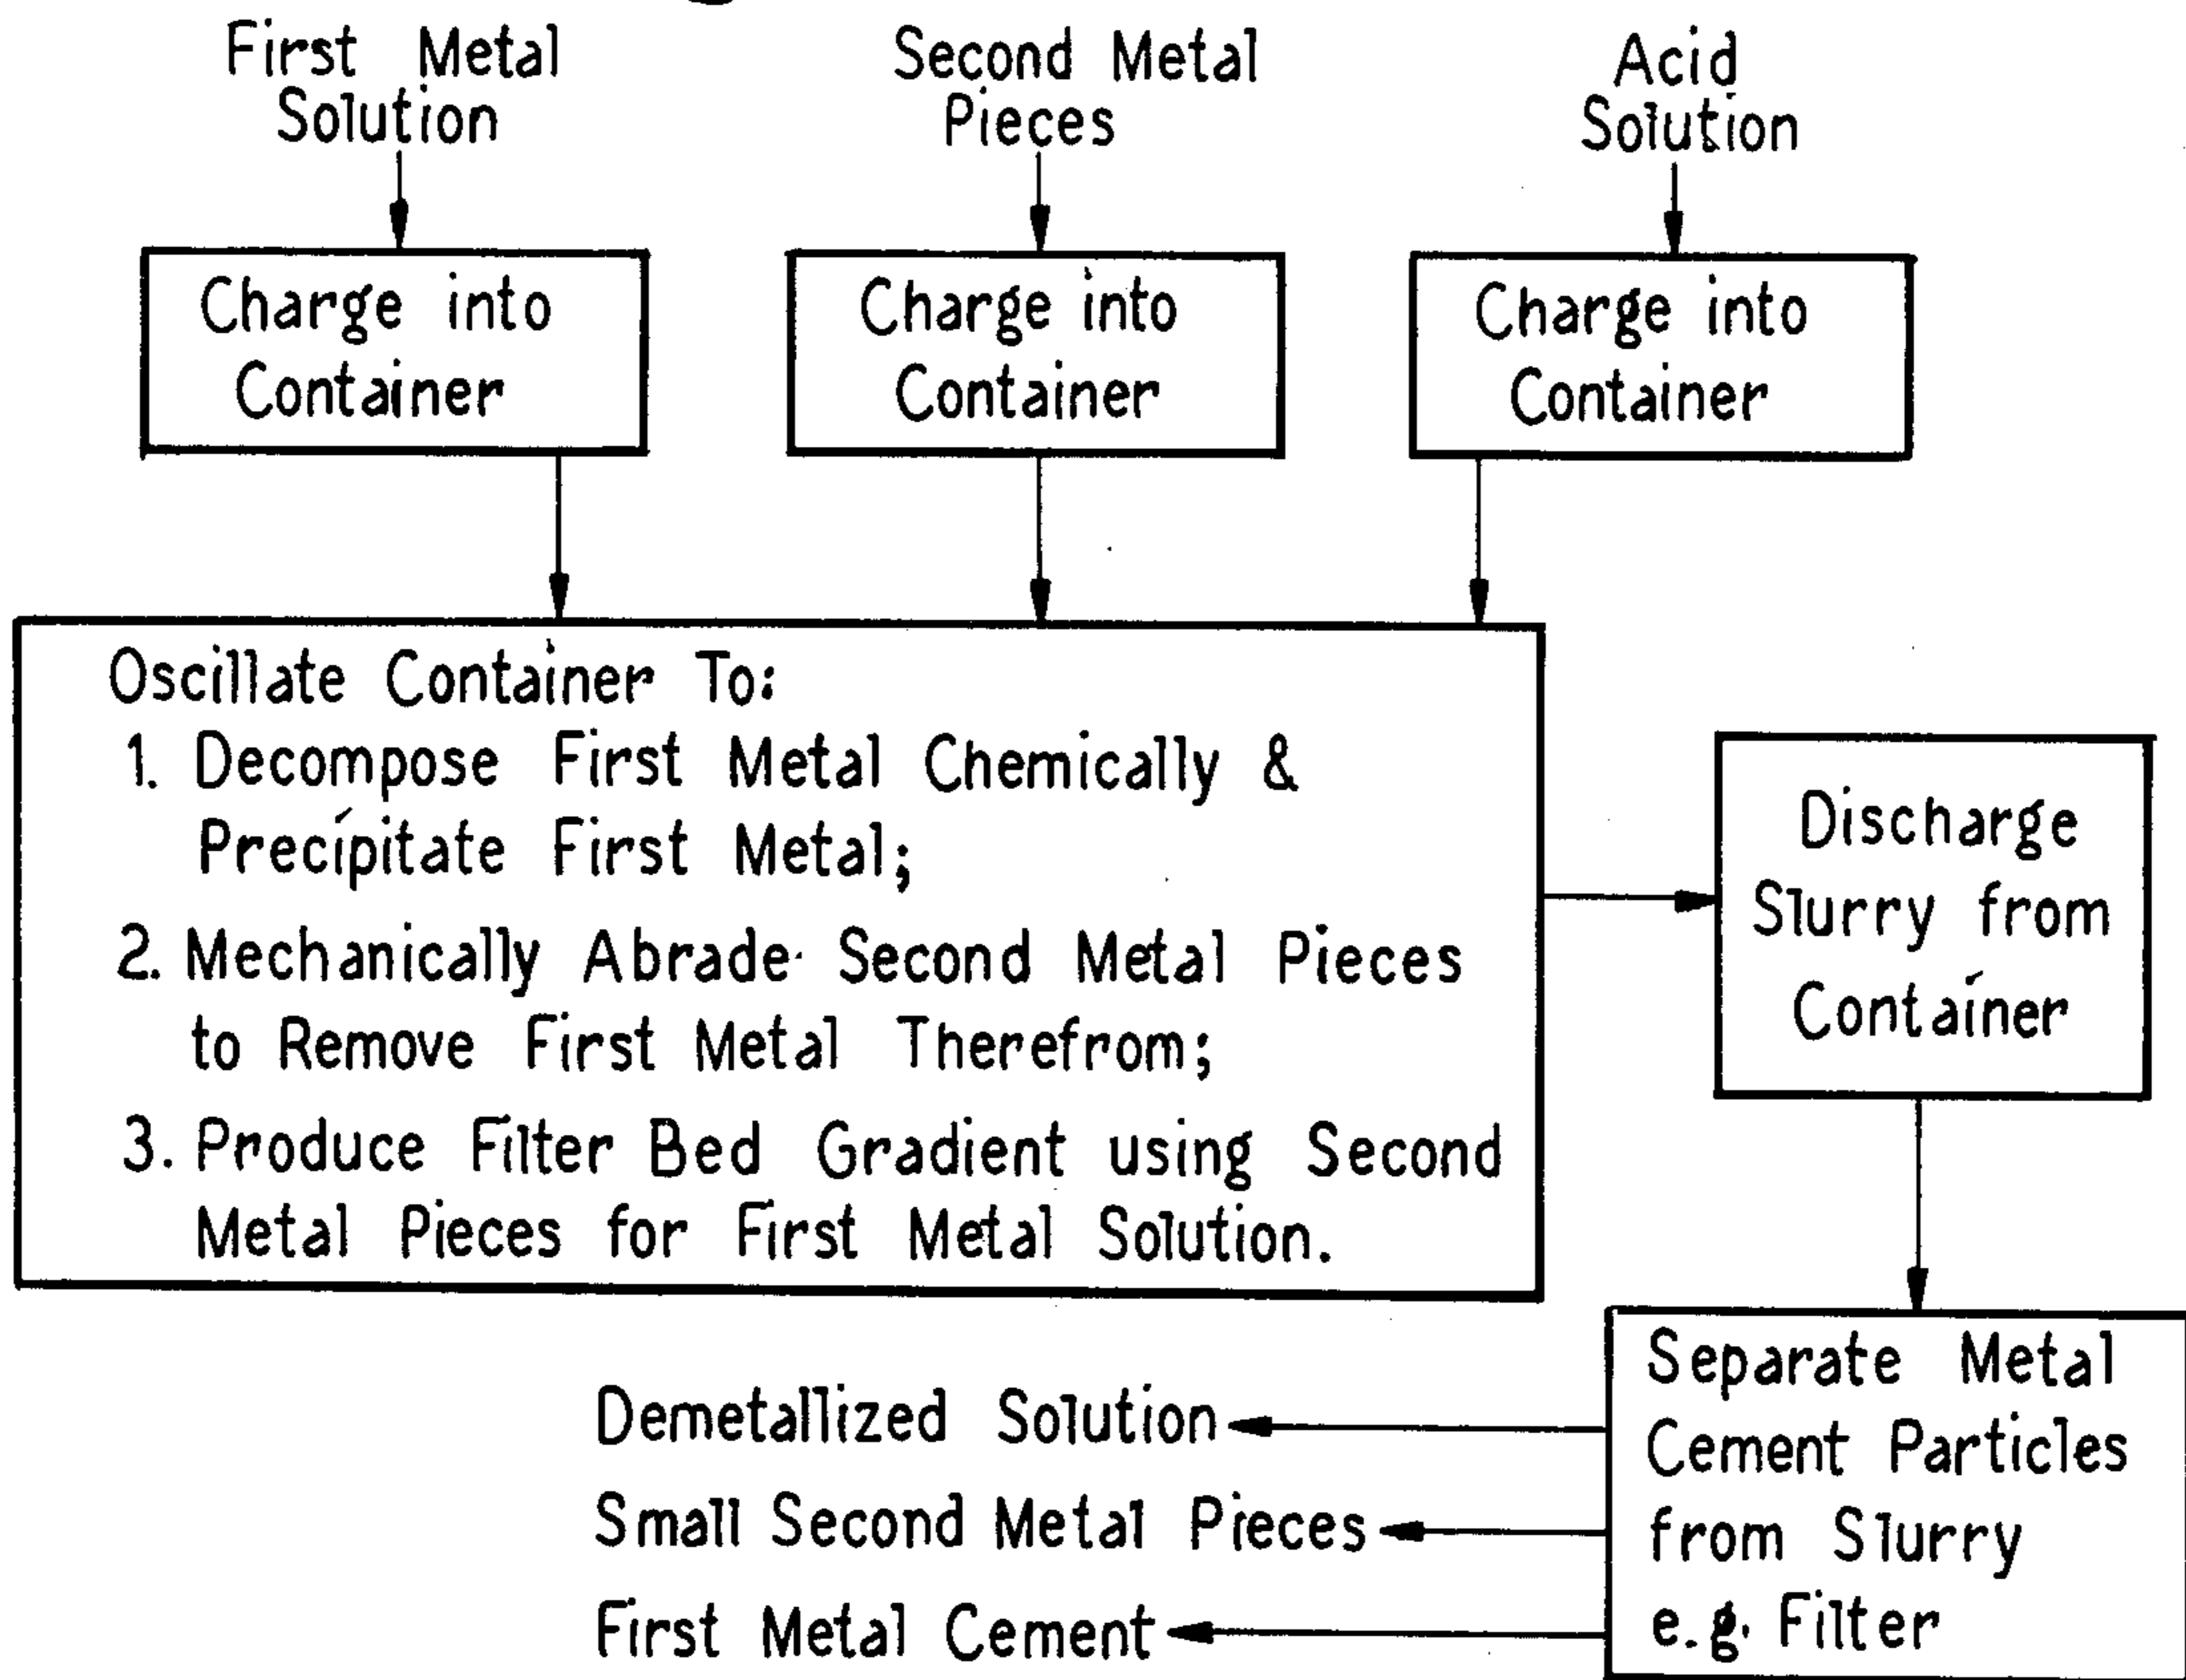 First Metal
Solution
Second Metal
Pieces
Acid
Solution
Charge into
Container
Charge into
Container
Charge into
Container
Oscillate Container To:
1. Decompose First Metal Chemically &
Precipitate First Metal;
2. Mechanically Abrade Second Metal Pieces
to Remove First Metal Therefrom;
3. Produce Filter Bed Gradient using Second
Metal Pieces for First Metal Solution.
Discharge
Slurry from
Container
Separate Metal
Cement Particles
from Slurry
e.g. Filter
Demetallized Solution
Small Second Metal Pieces
First Metal Cement